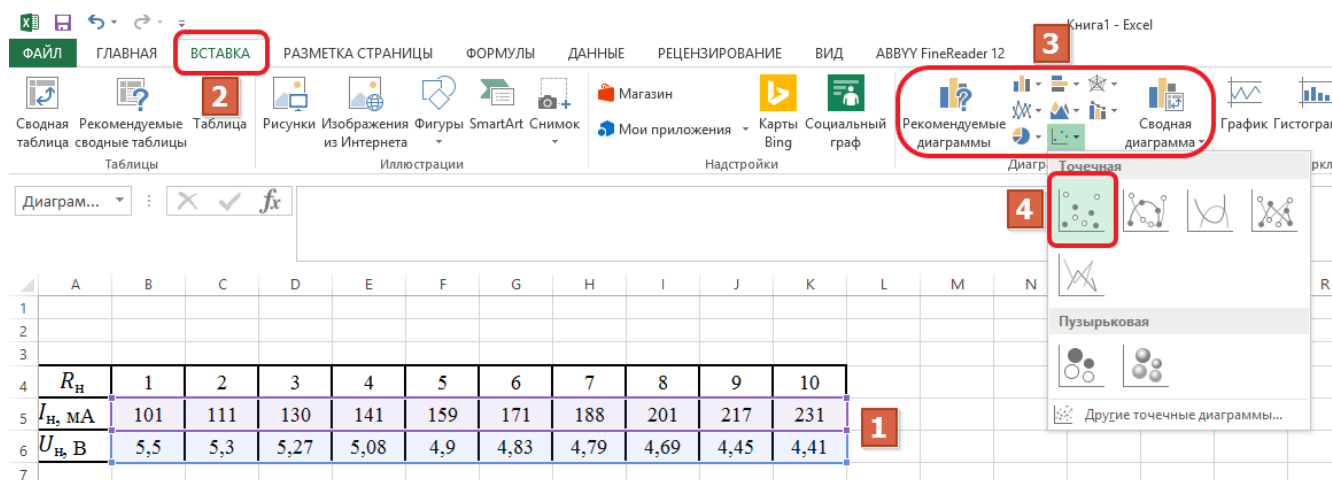 Книга1 - Excel
ФАЙЛ ГЛАВНАЯ ВСТАВКА РАЗМЕТКА СТРАНИЦЫ ФОРМУЛЫ ДАННЫЕ РЕЦЕНЗИРОВАНИЕ ВИД ABBYY FineReader 12
3
2
Сводная таблица
Рекомендуемые сводные таблицы
Таблица
Рисунки
Изображения из Интернета
Фигуры
SmartArt
Снимок
Магазин
Мои приложения
Карты Bing
Социальный граф
Рекомендуемые диаграммы
Сводная диаграмма
График
Таблицы Иллюстрации Надстройки
Точечная
Диаграм...
fx
4
A B C D E F G H I J K L M N R
1
2
3
Пузырьковая
4 Rн 1 2 3 4 5 6 7 8 9 10
5 Iн, мА 101 111 130 141 159 171 188 201 217 231
6 Uн, В 5,5 5,3 5,27 5,08 4,9 4,83 4,79 4,69 4,45 4,41
7
1
Другие точечные диаграммы...